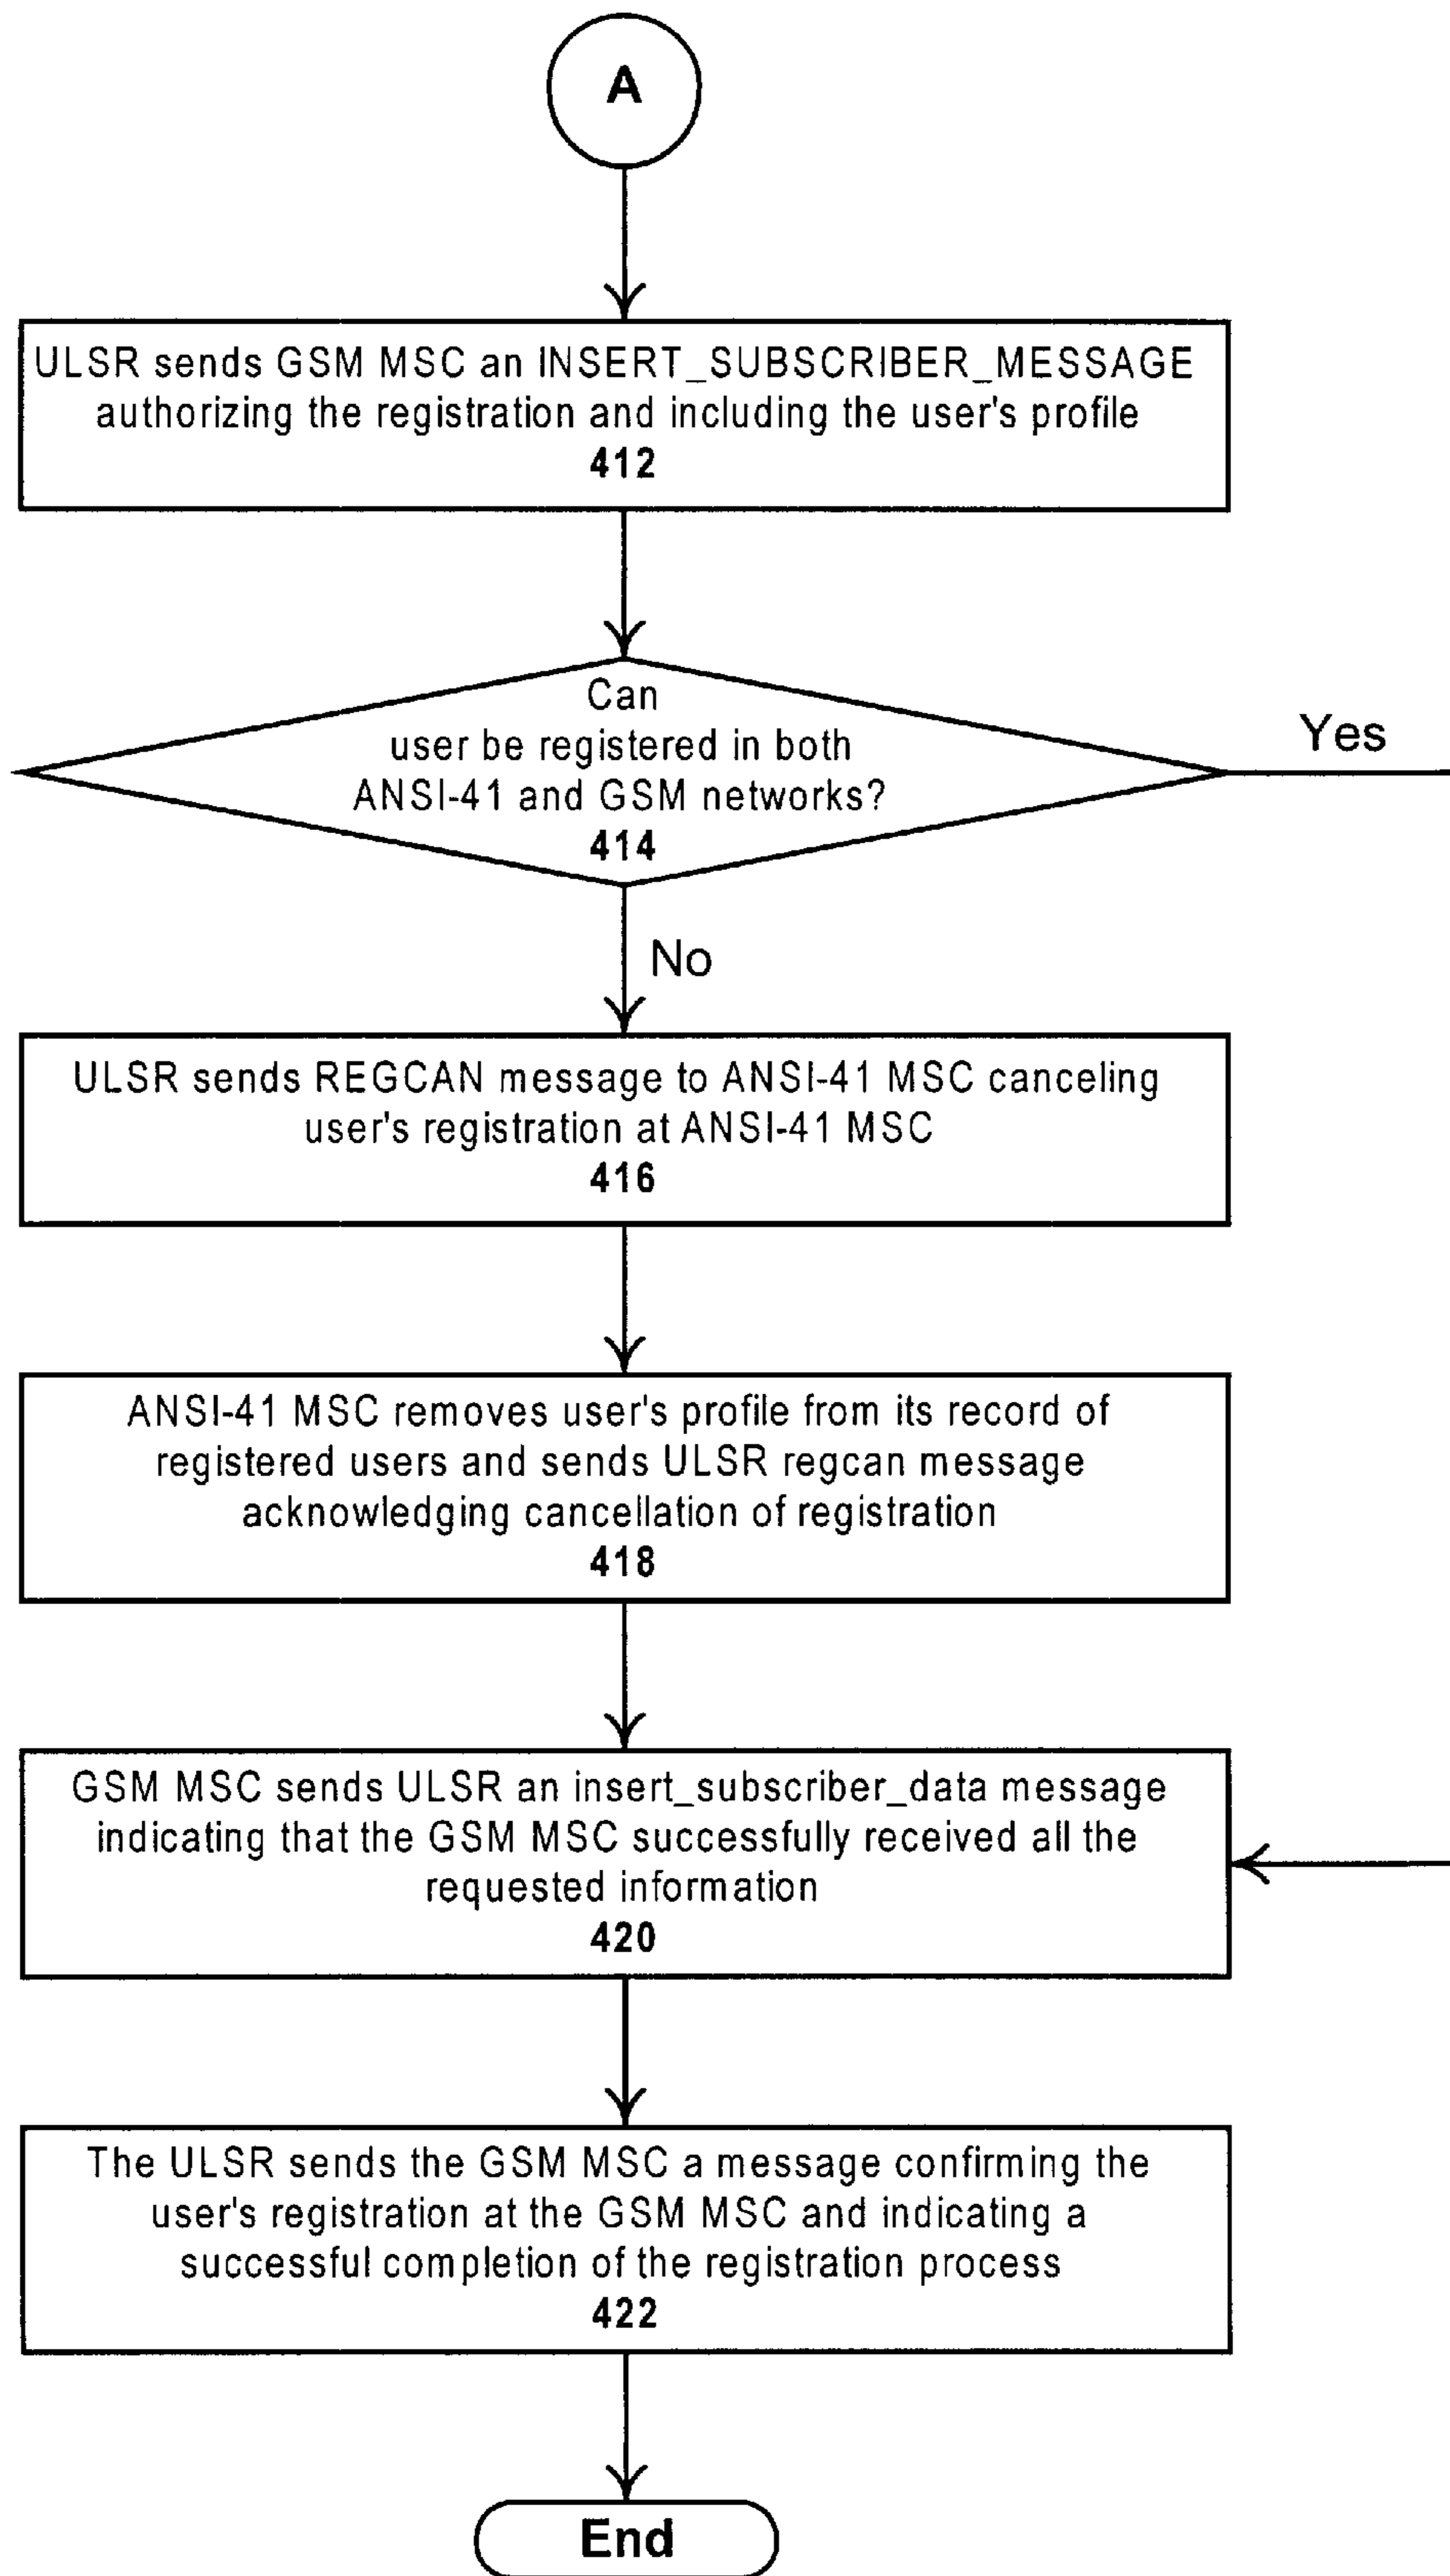 A
ULSR sends GSM MSC an INSERT_SUBSCRIBER_MESSAGE
authorizing the registration and including the user's profile
412
Can
user be registered in both
ANSI-41 and GSM networks?
414
Yes
No
ULSR sends REGCAN message to ANSI-41 MSC canceling
user's registration at ANSI-41 MSC
416
ANSI-41 MSC removes user's profile from its record of
registered users and sends ULSR regcan message
acknowledging cancellation of registration
418
GSM MSC sends ULSR an insert_subscriber_data message
indicating that the GSM MSC successfully received all the
requested information
420
The ULSR sends the GSM MSC a message confirming the
user's registration at the GSM MSC and indicating a
successful completion of the registration process
422
End